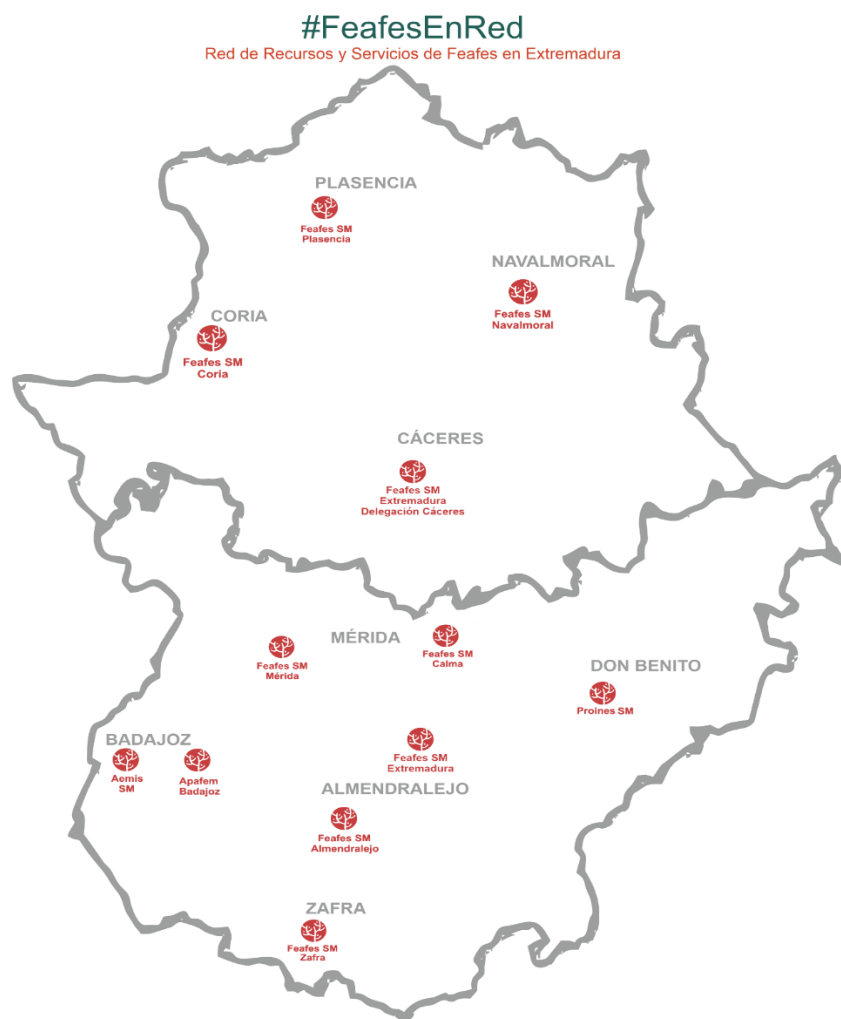 #FeafesEnRed
Red de Recursos y Servicios de Feafes en Extremadura
PLASENCIA
Feafes SM
Plasencia
NAVALMORAL
Feafes SM
Navalmoral
CORIA
Feafes SM
Coria
CÁCERES
Feafes SM
Extremadura
Delegación Cáceres
MÉRIDA
Feafes SM
Mérida
Feafes SM
Calma
DON BENITO
Proines SM
BADAJOZ
Aemis
SM
Apafem
Badajoz
Feafes SM
Extremadura
ALMENDRALEJO
Feafes SM
Almendralejo
ZAFRA
Feafes SM
Zafra